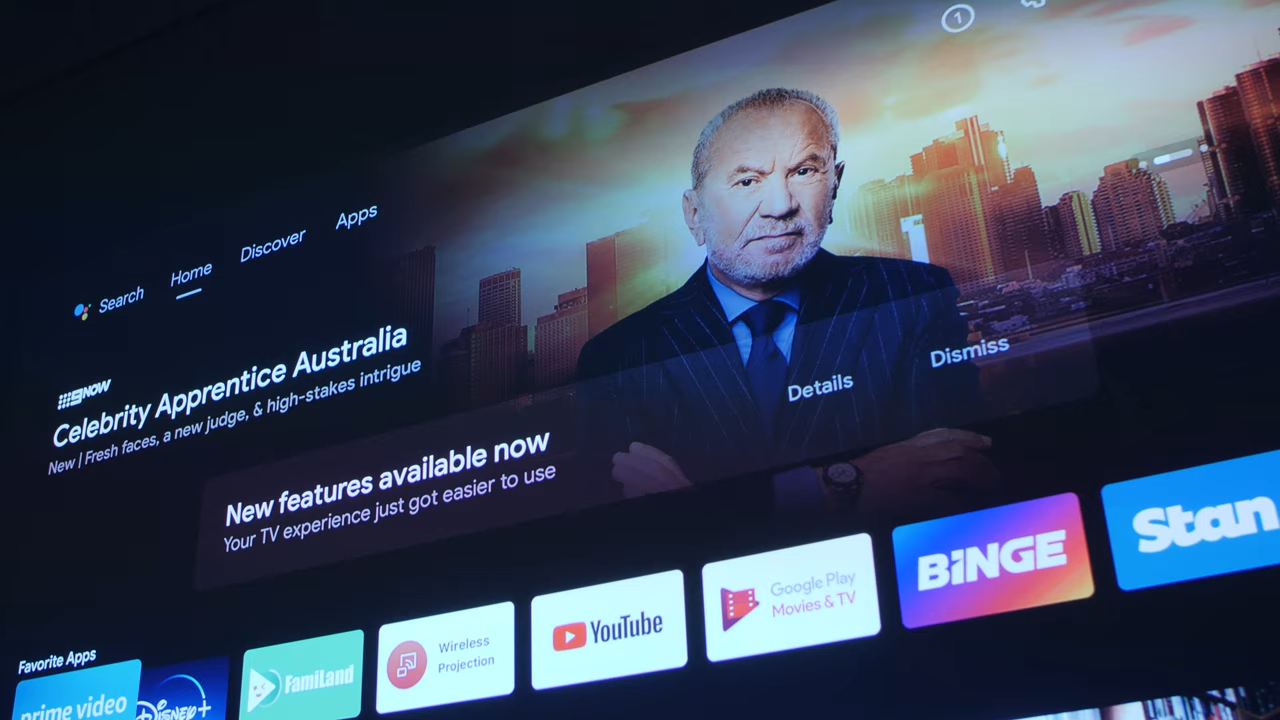 1
Search
Home
Discover
Apps
9NOW
Celebrity Apprentice Australia
New | Fresh faces, a new judge, & high-stakes intrigue
New features available now
Your TV experience just got easier to use
Details
Dismiss
Favorite Apps
prime video
Disney+
FamiLand
Wireless
Projection
YouTube
Google Play
Movies & TV
BiNGE
Stan